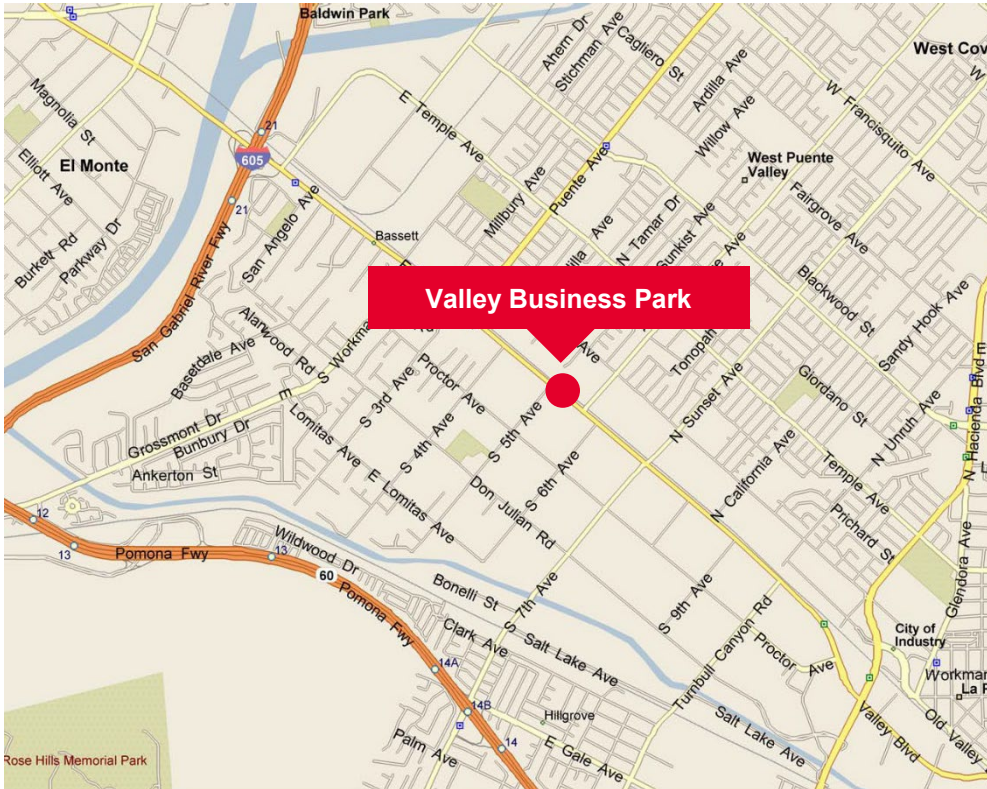 Baldwin Park
Ahern Dr
Stichman Ave
Cagliero St
West Cov
W
Ardilla Ave
Magnolia St
E Temple Ave
W Francisquito Ave
21
Willow Ave
605
El Monte
Elliott Ave
West Puente
Valley
Millbury Ave
Puente Ave
Fairgrove Ave
21
San Angelo Ave
N Tamar Dr
Sunkist Ave
Bassett
Burkett Rd
Parkway Dr
San Gabriel River Fwy
Valley Business Park
Blackwood St
Sandy Hook Ave
Alanwood Rd
S Workma
Basetdale Ave
Proctor Ave
Ave
Tonopah
N Hacienda Blvd
S 3rd Ave
Giordano St
N Sunset Ave
Grossmont Dr
Bunbury Dr
E Lomitas Ave
S 4th Ave
S 5th Ave
N Unruh Ave
Ankerton St
E Lomitas Ave
S 6th Ave
Don Julian Rd
N California Ave
Temple Ave
Prichard St
12
13
Pomona Fwy
13
Wildwood Dr
60
Pomona Fwy
Bonelli St
S 7th Ave
S 9th Ave
Glendora Ave
Clark Ave
Salt Lake Ave
Turnbull Canyon Rd
Proctor Ave
City of
Industry
14A
Workman
La P
14B
Hillgrove
Salt Lake Ave
Valley Blvd
Old Valley
Palm Ave
14
E Gale Ave
Rose Hills Memorial Park